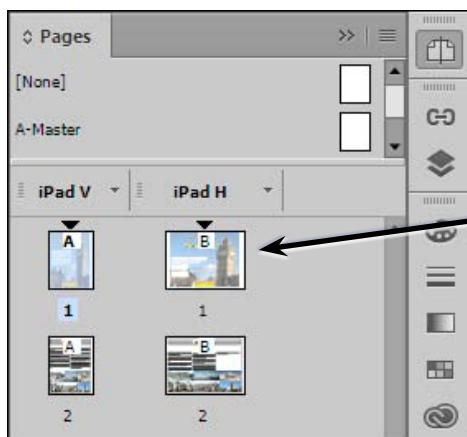 Pages
[None]
A-Master
iPad V iPad H
A B
1 1
A B
2 2